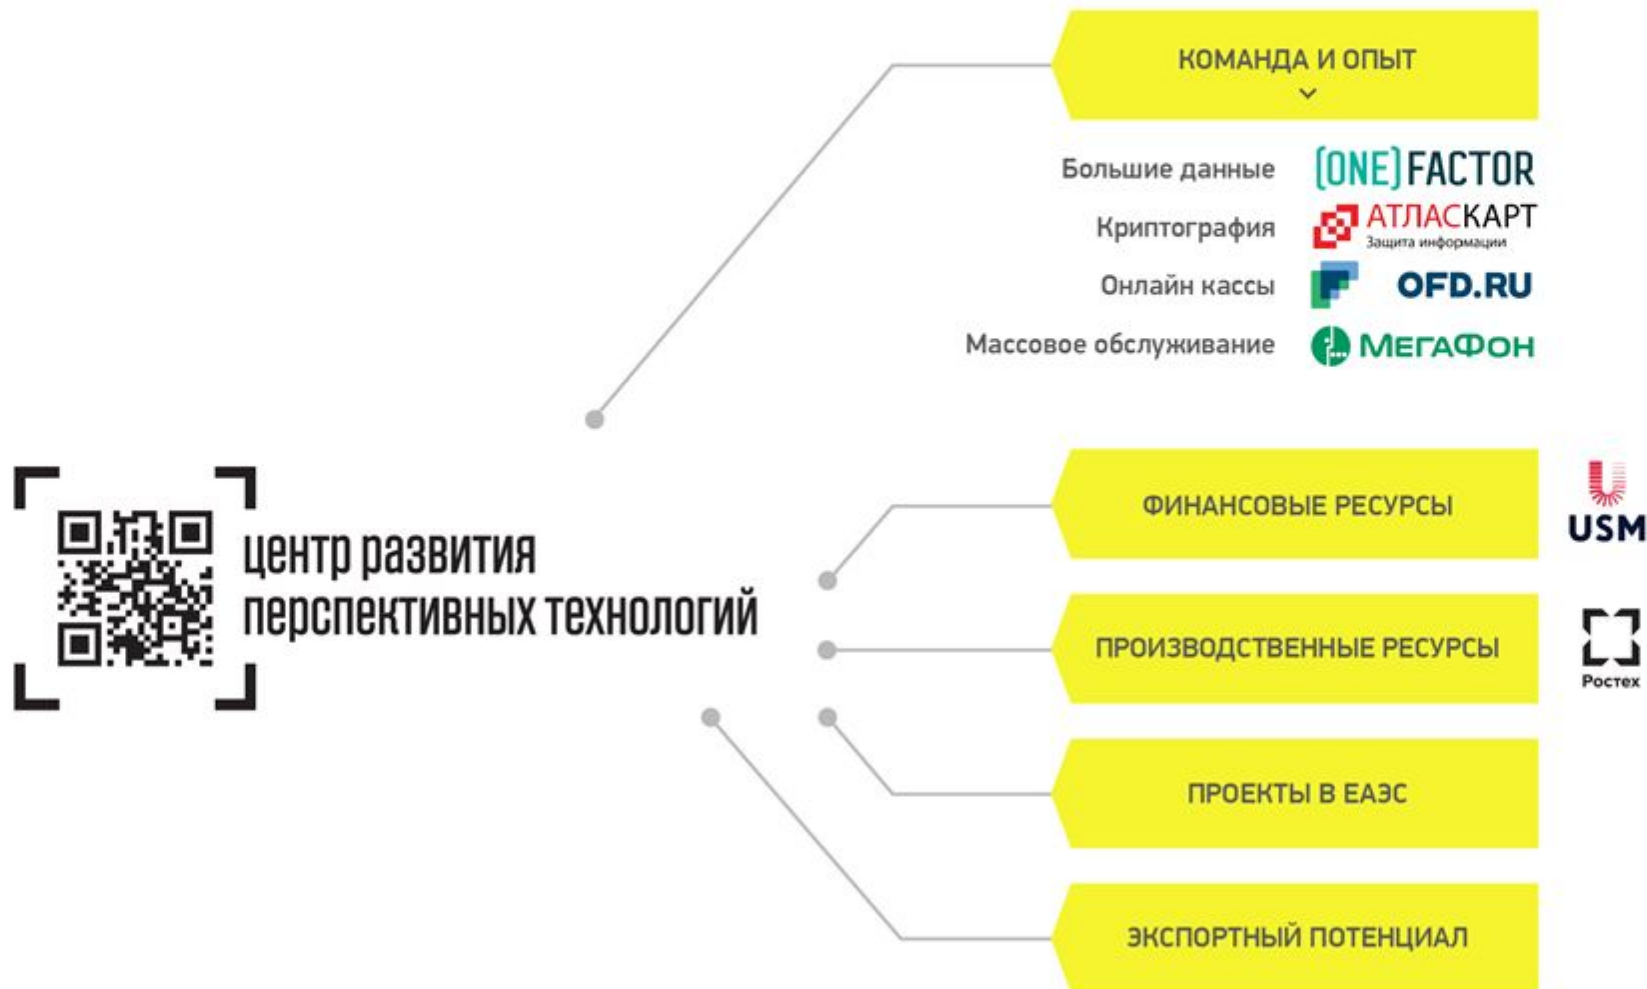 КОМАНДА И ОПЫТ
Большие данные
[ONE]FACTOR
Криптография
АТЛАСКАРТ
Защита информации
Онлайн кассы
OFD.RU
Массовое обслуживание
МЕГАФОН
центр развития
перспективных технологий
ФИНАНСОВЫЕ РЕСУРСЫ
USM
ПРОИЗВОДСТВЕННЫЕ РЕСУРСЫ
Ростех
ПРОЕКТЫ В ЕАЭС
ЭКСПОРТНЫЙ ПОТЕНЦИАЛ